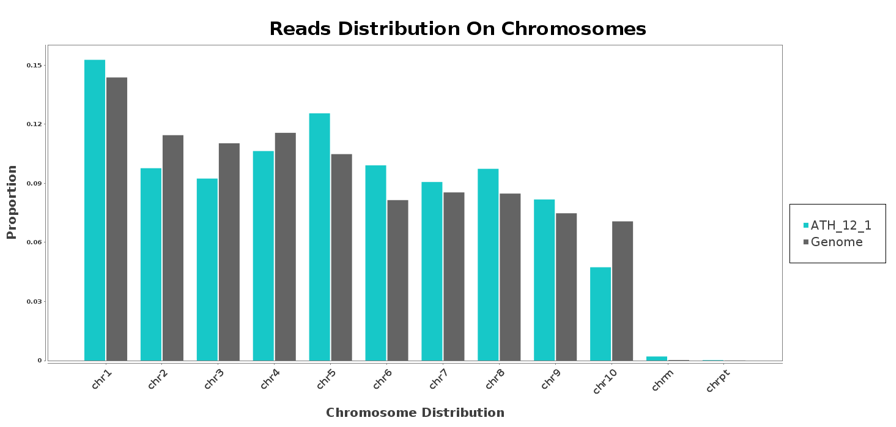 Reads Distribution On Chromosomes
Proportion
0.15
0.12
0.09
0.06
0.03
0
chr1
chr2
chr3
chr4
chr5
chr6
chr7
chr8
chr9
chr10
chrm
chrpt
Chromosome Distribution
ATH_12_1
Genome